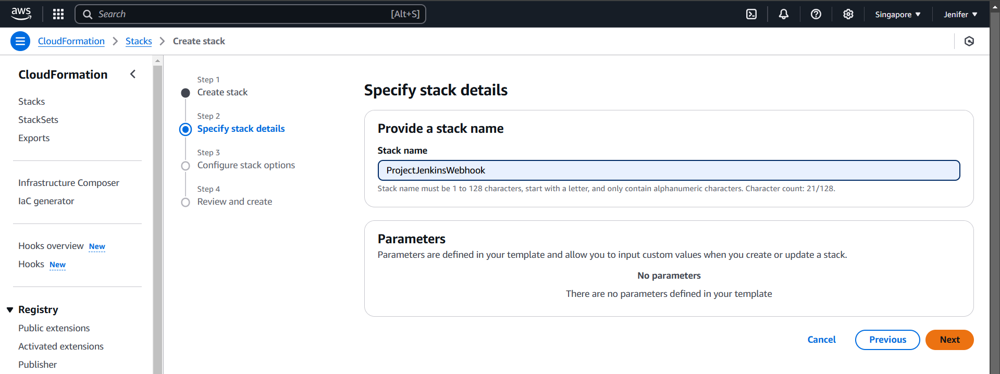 aws
Search
[Alt+S]
Singapore
Jenifer
CloudFormation
Stacks
Create stack
CloudFormation
Stacks
StackSets
Exports
Infrastructure Composer
IaC generator
Hooks overview New
Hooks New
Registry
Public extensions
Activated extensions
Publisher
Step 1
Create stack
Step 2
Specify stack details
Step 3
Configure stack options
Step 4
Review and create
Specify stack details
Provide a stack name
Stack name
ProjectJenkinsWebhook
Stack name must be 1 to 128 characters, start with a letter, and only contain alphanumeric characters. Character count: 21/128.
Parameters
Parameters are defined in your template and allow you to input custom values when you create or update a stack.
No parameters
There are no parameters defined in your template
Cancel
Previous
Next